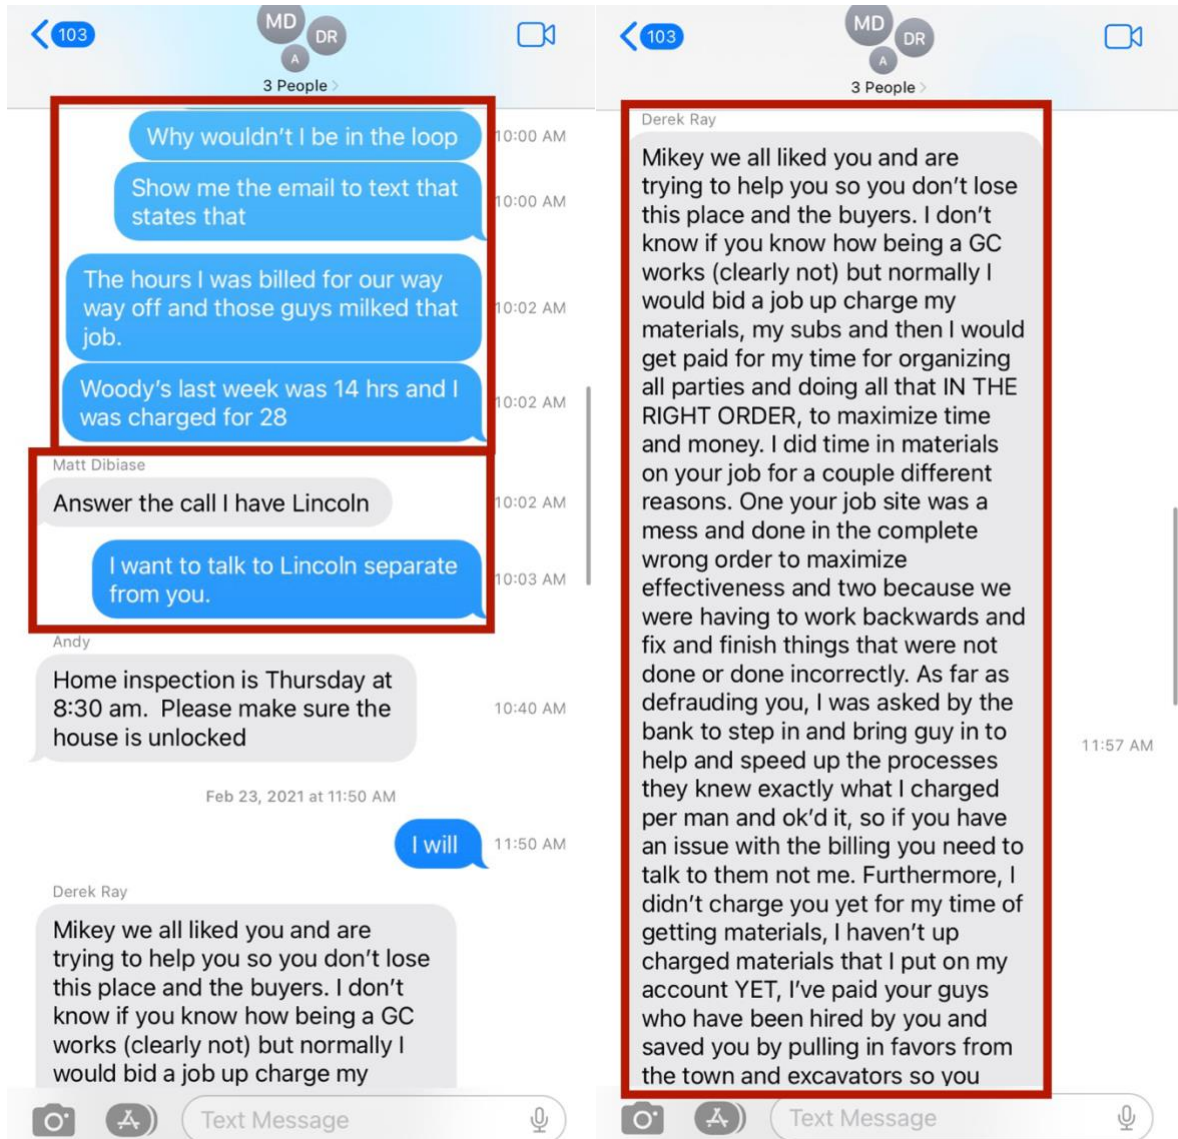 103
MD
DR
A
3 People
Why wouldn't I be in the loop
10:00 AM
Show me the email to text that
states that
10:00 AM
The hours I was billed for our way
way off and those guys milked that
job.
10:02 AM
Woody's last week was 14 hrs and I
was charged for 28
10:02 AM
Matt Dibiase
Answer the call I have Lincoln
10:02 AM
I want to talk to Lincoln separate
from you.
10:03 AM
Andy
Home inspection is Thursday at
8:30 am. Please make sure the
house is unlocked
10:40 AM
Feb 23, 2021 at 11:50 AM
I will
11:50 AM
Derek Ray
Mikey we all liked you and are
trying to help you so you don't lose
this place and the buyers. I don't
know if you know how being a GC
works (clearly not) but normally I
would bid a job up charge my
Text Message
103
MD
DR
A
3 People
Derek Ray
Mikey we all liked you and are
trying to help you so you don't lose
this place and the buyers. I don't
know if you know how being a GC
works (clearly not) but normally I
would bid a job up charge my
materials, my subs and then I would
get paid for my time for organizing
all parties and doing all that IN THE
RIGHT ORDER, to maximize time
and money. I did time in materials
on your job for a couple different
reasons. One your job site was a
mess and done in the complete
wrong order to maximize
effectiveness and two because we
were having to work backwards and
fix and finish things that were not
done or done incorrectly. As far as
defrauding you, I was asked by the
bank to step in and bring guy in to
help and speed up the processes
they knew exactly what I charged
per man and ok'd it, so if you have
an issue with the billing you need to
talk to them not me. Furthermore, I
didn't charge you yet for my time of
getting materials, I haven't up
charged materials that I put on my
account YET, I've paid your guys
who have been hired by you and
saved you by pulling in favors from
the town and excavators so you
11:57 AM
Text Message